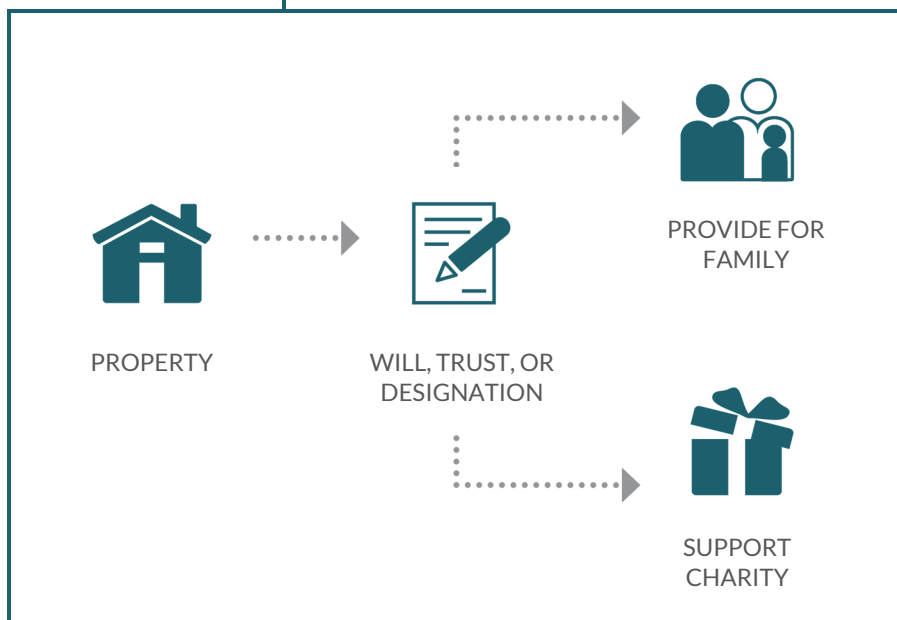 PROPERTY
WILL, TRUST, OR
DESIGNATION
PROVIDE FOR
FAMILY
SUPPORT
CHARITY